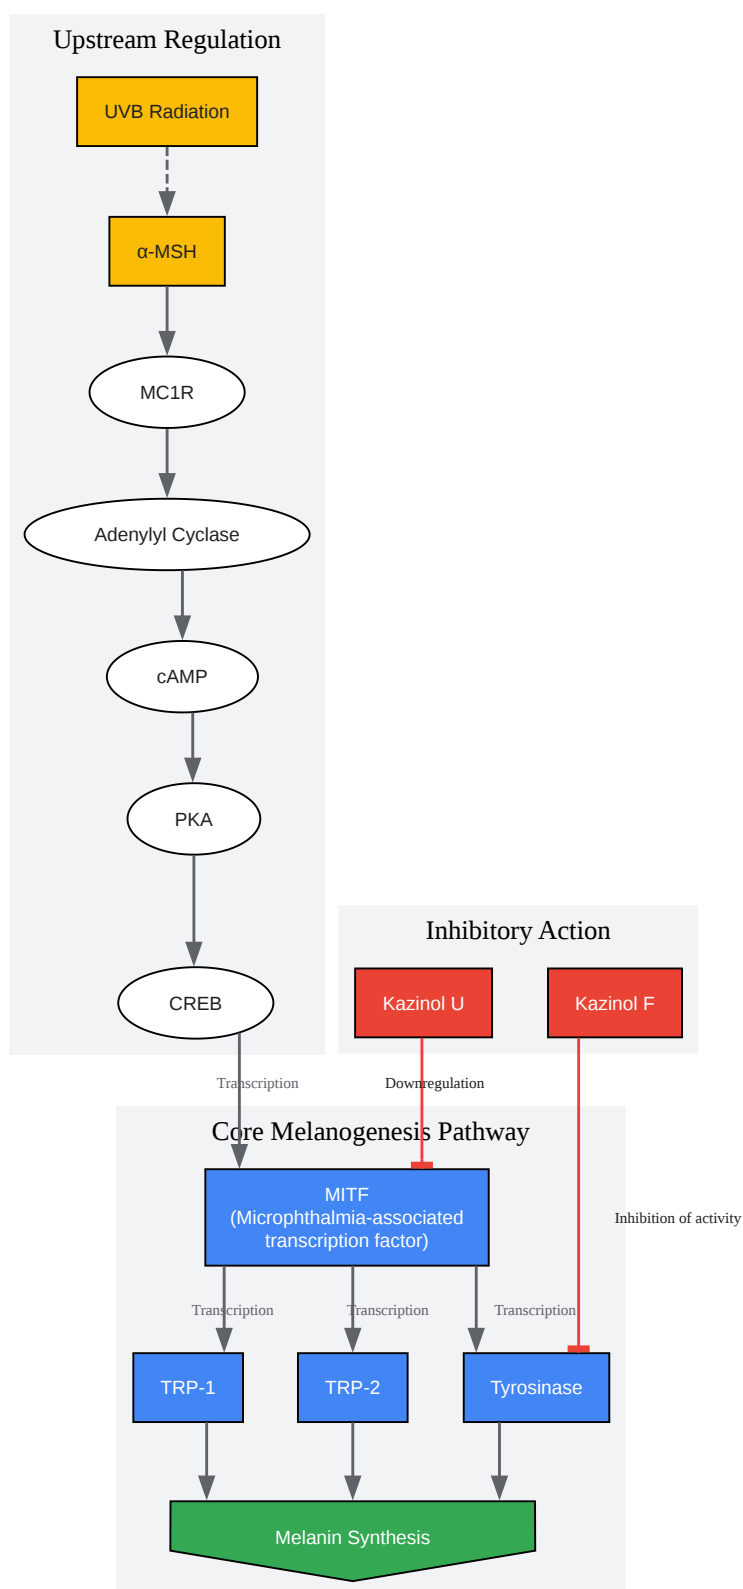 Upstream Regulation
UVB Radiation
α-MSH
MC1R
Adenylyl Cyclase
cAMP
PKA
CREB
Inhibitory Action
Kazinol U
Kazinol F
Transcription
Downregulation
Core Melanogenesis Pathway
MITF
(Microphthalmia-associated
transcription factor)
Inhibition of activity
Transcription
Transcription
Transcription
TRP-1
TRP-2
Tyrosinase
Melanin Synthesis